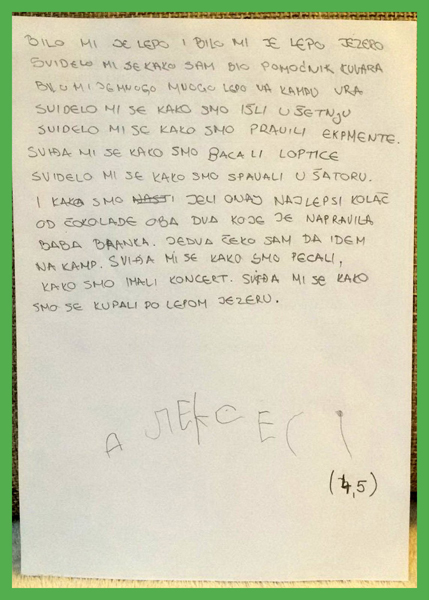 BILO MI JE LEPO I BILO MI JE LEPO JEZERO
SVIDELO MI SE KAKO SAM BIO POMOĆNIK KUVARA
BILO MI JE MNOGO MNOGO LEPO NA KAMPU URA
SVIDELO MI SE KAKO SMO IŠLI U ŠETNJU
SVIDELO MI SE KAKO SMO PRAVILI EKPMENTE.
SVIĐA MI SE KAKO SMO BACALI LOPTICE
SVIDELO MI SE KAKO SMO SPAVALI U ŠATORU.
I KAKO SMO JELI ONAJ NAJLEPSI KOLAČ
OD ČOKOLADE OBA DVA KOJE JE NAPRAVILA
BABA BRANKA. JEDVA ČEKO SAM DA IDEM
NA KAMP. SVIĐA MI SE KAKO SMO PECALI,
KAKO SMO IMALI KONCERT. SVIĐA MI SE KAKO
SMO SE KUPALI PO LEPOM JEZERU.
АЛЕКСЕЈ
(4,5)